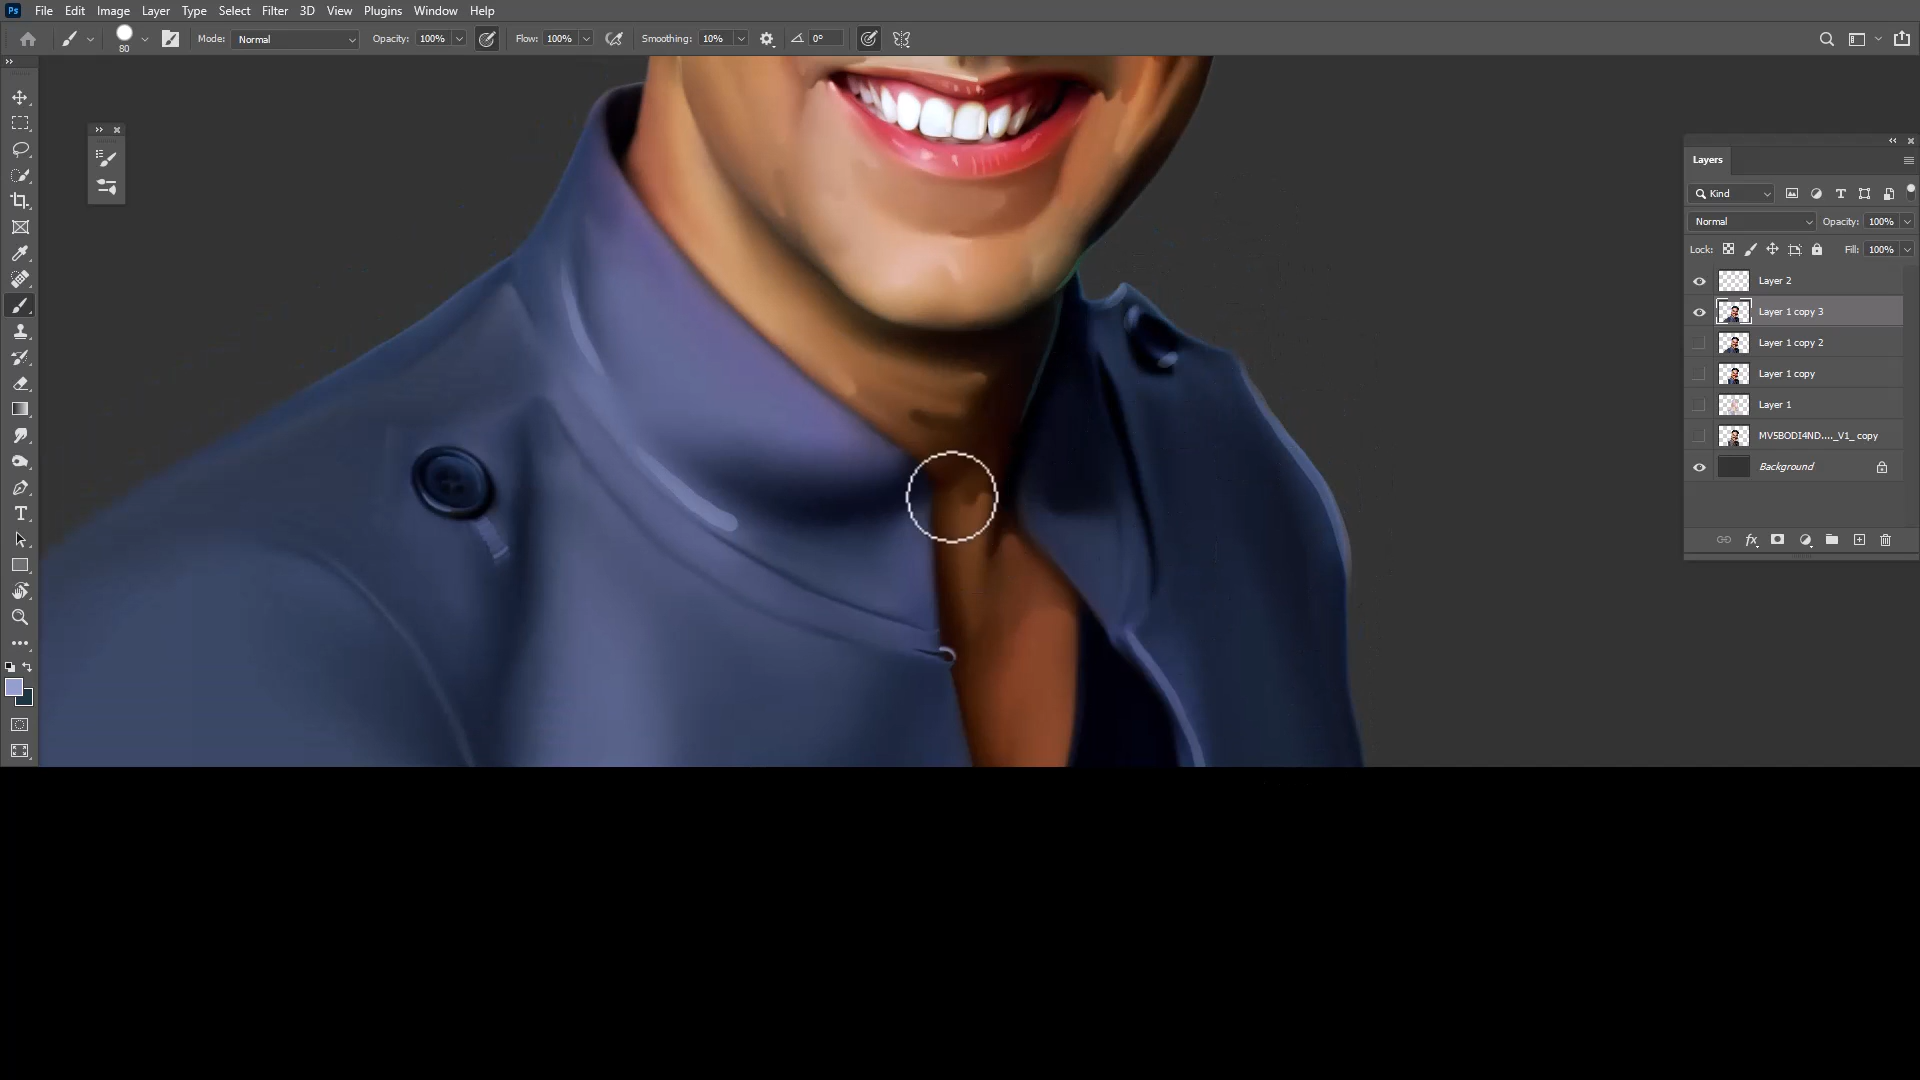 Ps File Edit Image Layer Type Select Filter 3D View Plugins Window Help
80 Mode: Normal Opacity: 100% Flow: 100% Smoothing: 10% 0°
Layers
Kind
Normal Opacity: 100%
Lock: Fill: 100%
Layer 2
Layer 1 copy 3
Layer 1 copy 2
Layer 1 copy
Layer 1
MV5BODI4ND...._V1_ copy
Background